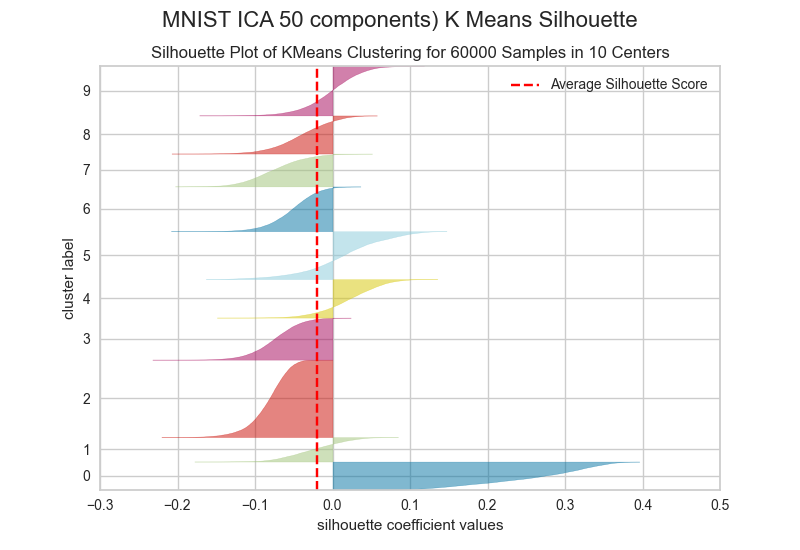 MNIST ICA 50 components) K Means Silhouette
Silhouette Plot of KMeans Clustering for 60000 Samples in 10 Centers
Average Silhouette Score
cluster label
9
8
7
6
5
4
3
2
1
0
−0.3 −0.2 −0.1 0.0 0.1 0.2 0.3 0.4 0.5
silhouette coefficient values